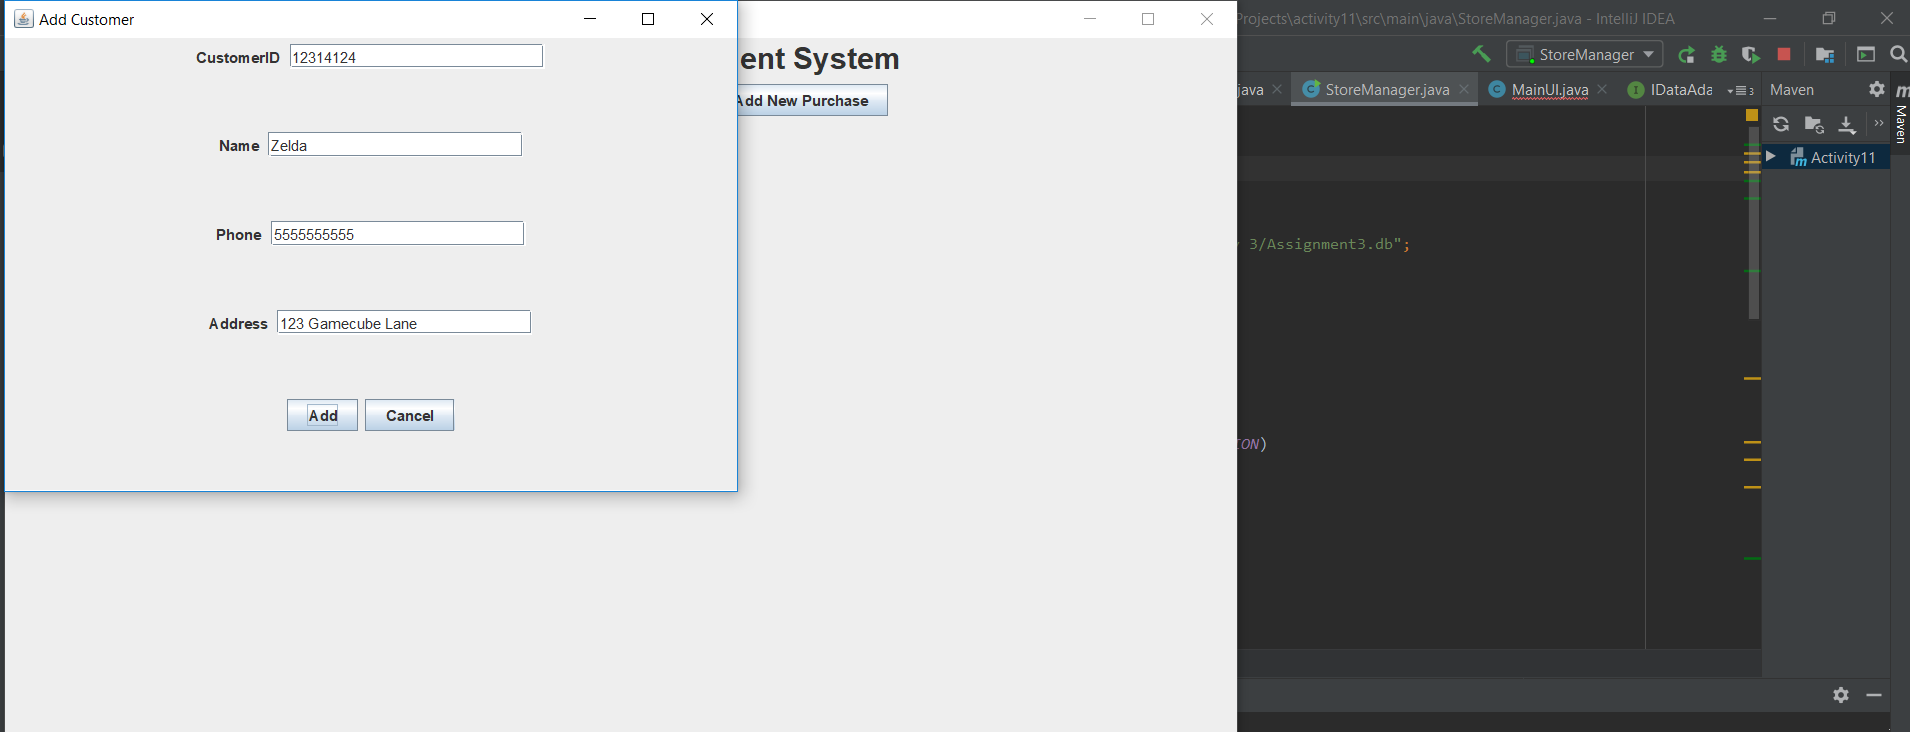 Add Customer
CustomerID 12314124
Name Zelda
Phone 5555555555
Address 123 Gamecube Lane
Add Cancel
ent System
Add New Purchase
Projects\activity11\src\main\java\StoreManager.java - IntelliJ IDEA
StoreManager
java StoreManager.java MainUI.java IDataAda 3 Maven
Activity11
3/Assignment3.db";
ION)
m Maven